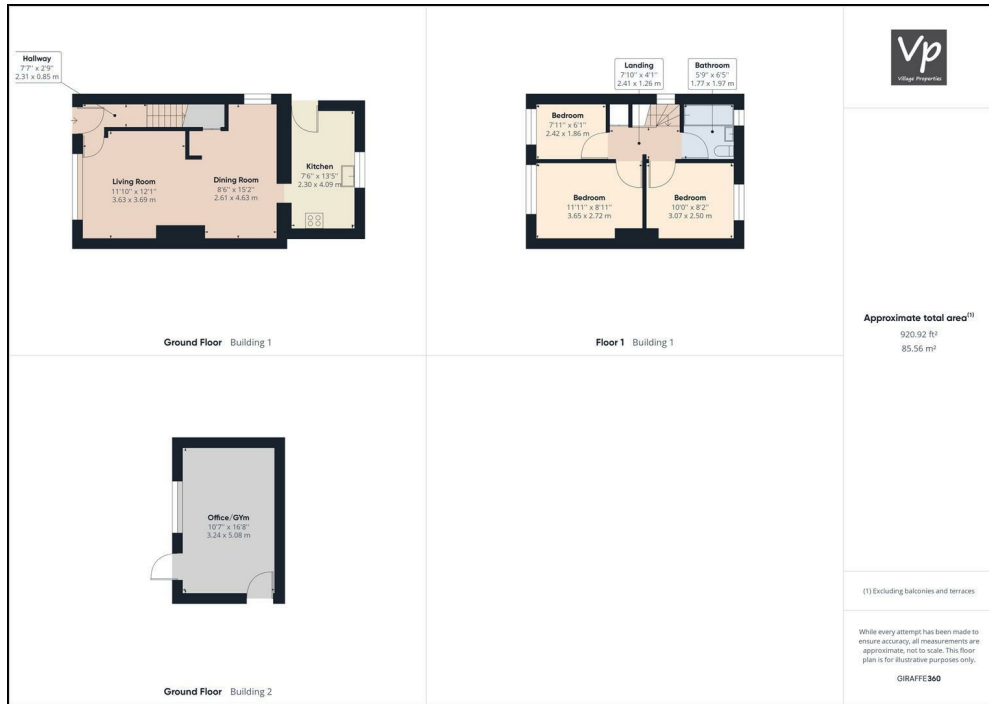 Hallway
7'7" x 2'9"
2.31 x 0.85 m
Living Room
11'10" x 12'1"
3.63 x 3.69 m
Dining Room
8'6" x 15'2"
2.61 x 4.63 m
Kitchen
7'6" x 13'5"
2.30 x 4.09 m
Ground Floor Building 1
Landing
7'10" x 4'1"
2.41 x 1.26 m
Bathroom
5'9" x 6'5"
1.77 x 1.97 m
Bedroom
7'11" x 6'1"
2.42 x 1.86 m
Bedroom
11'11" x 8'11"
3.65 x 2.72 m
Bedroom
10'0" x 8'2"
3.07 x 2.50 m
Floor 1 Building 1
Office/GYm
10'7" x 16'8"
3.24 x 5.08 m
Ground Floor Building 2
Vp
Village Properties
Approximate total area(1)
920.92 ft²
85.56 m²
(1) Excluding balconies and terraces
While every attempt has been made to
ensure accuracy, all measurements are
approximate, not to scale. This floor
plan is for illustrative purposes only.
GIRAFFE360